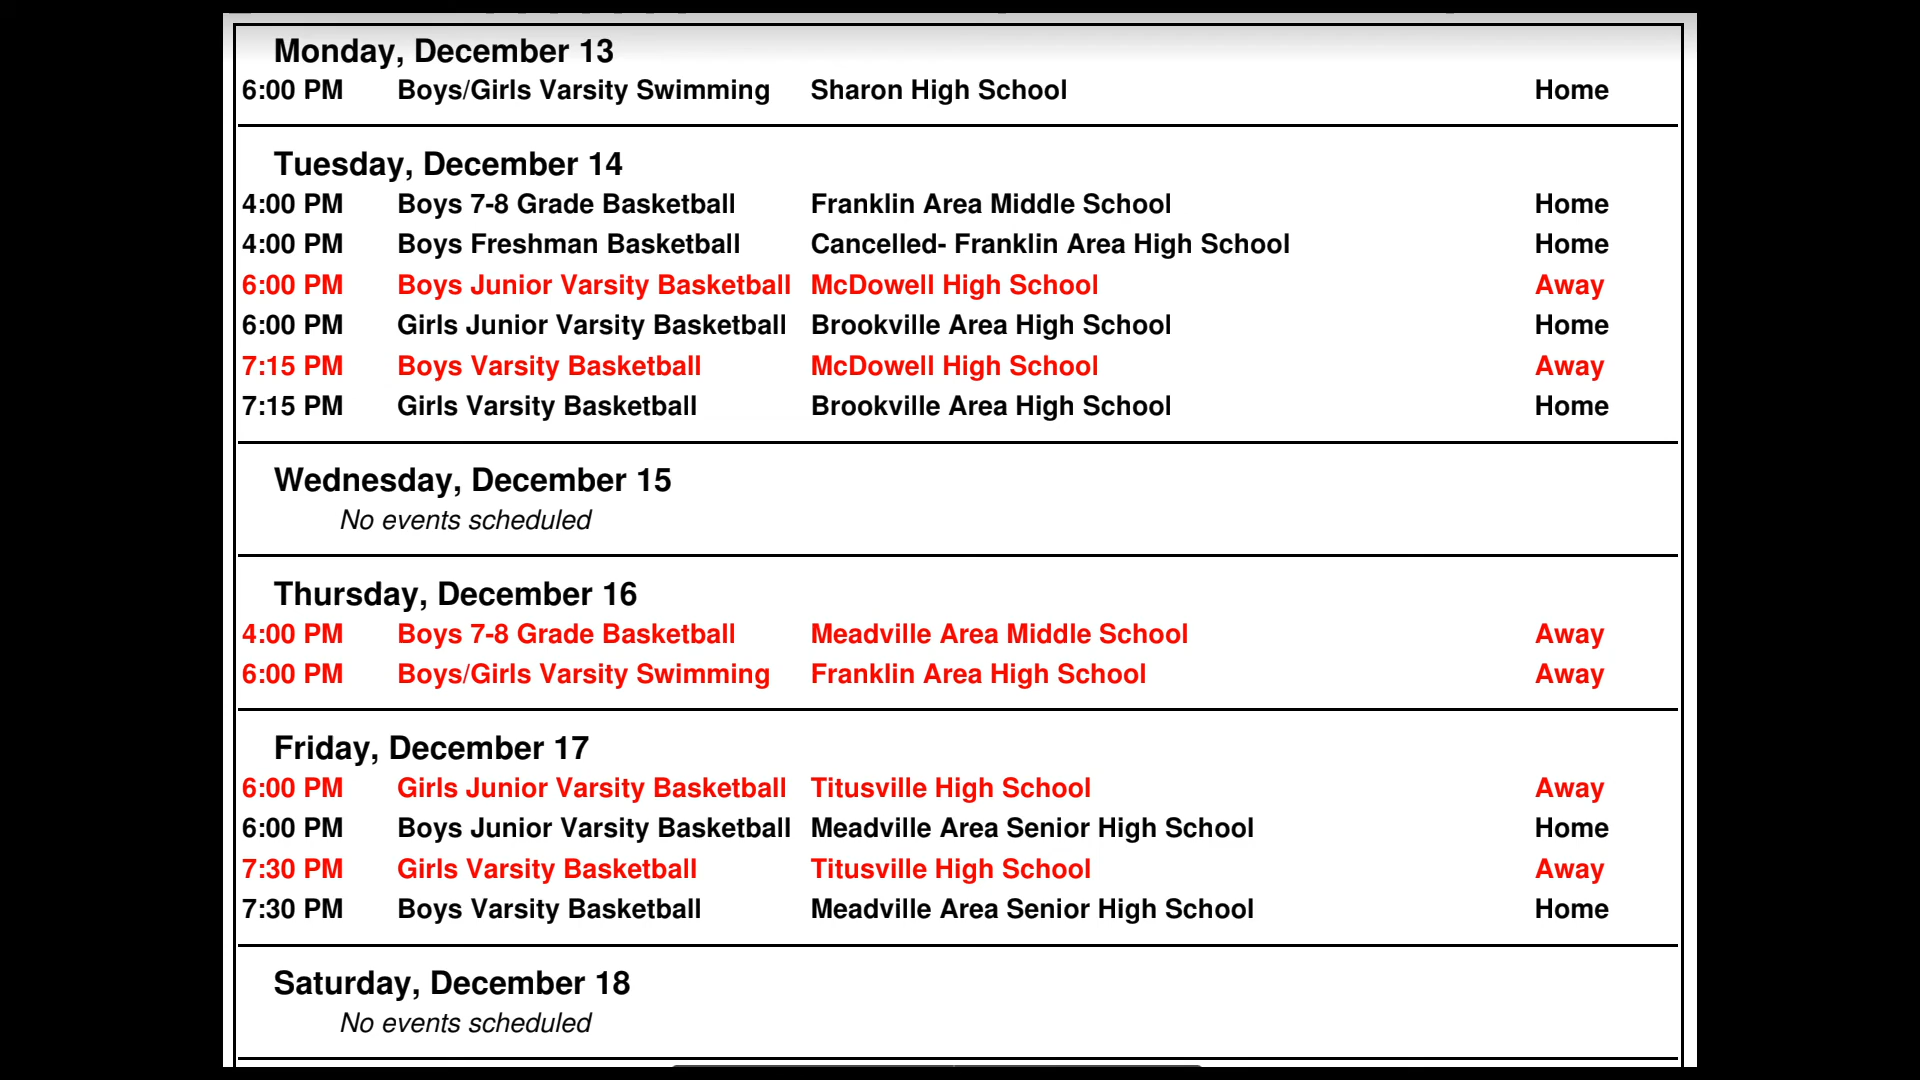 Monday, December 13
6:00 PM Boys/Girls Varsity Swimming Sharon High School Home
Tuesday, December 14
4:00 PM Boys 7-8 Grade Basketball Franklin Area Middle School Home
4:00 PM Boys Freshman Basketball Cancelled- Franklin Area High School Home
6:00 PM Boys Junior Varsity Basketball McDowell High School Away
6:00 PM Girls Junior Varsity Basketball Brookville Area High School Home
7:15 PM Boys Varsity Basketball McDowell High School Away
7:15 PM Girls Varsity Basketball Brookville Area High School Home
Wednesday, December 15
No events scheduled
Thursday, December 16
4:00 PM Boys 7-8 Grade Basketball Meadville Area Middle School Away
6:00 PM Boys/Girls Varsity Swimming Franklin Area High School Away
Friday, December 17
6:00 PM Girls Junior Varsity Basketball Titusville High School Away
6:00 PM Boys Junior Varsity Basketball Meadville Area Senior High School Home
7:30 PM Girls Varsity Basketball Titusville High School Away
7:30 PM Boys Varsity Basketball Meadville Area Senior High School Home
Saturday, December 18
No events scheduled